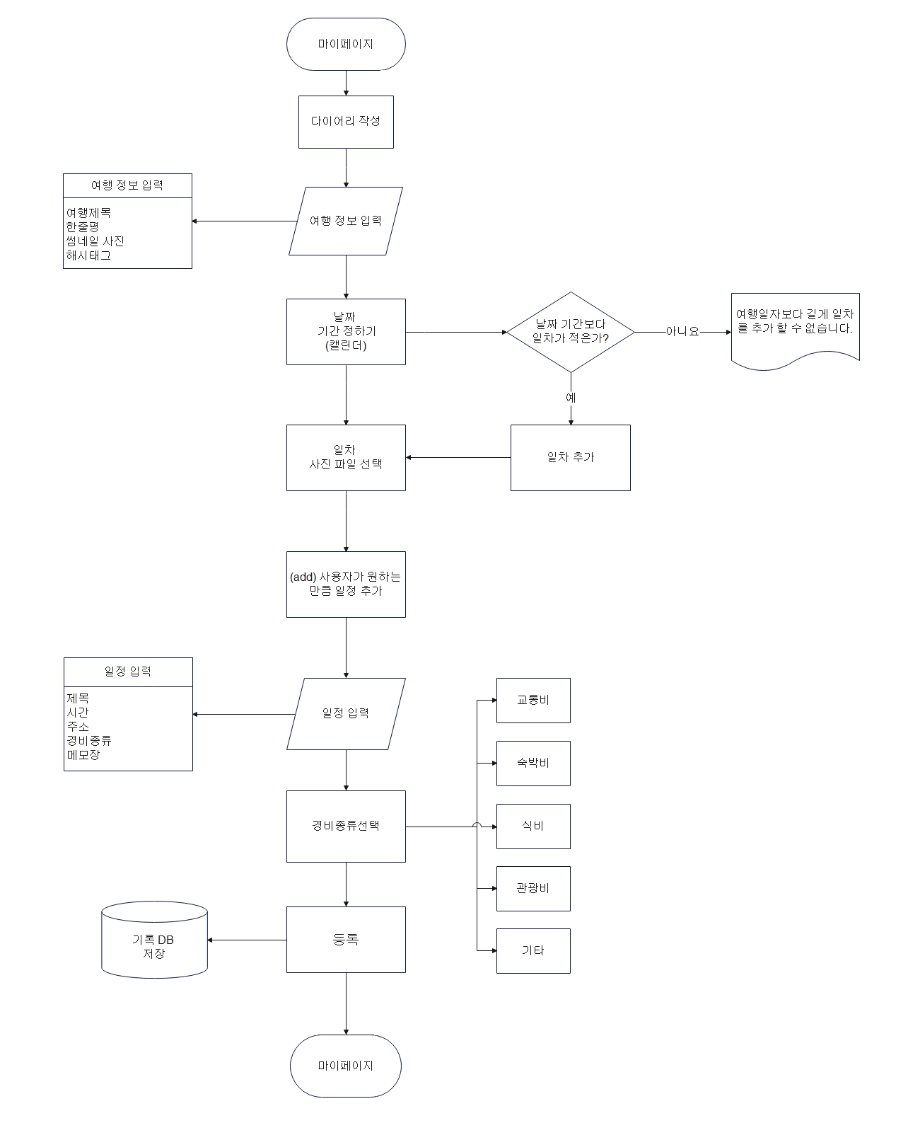 마이페이지
다이어리 작성
여행 정보 입력
여행제목
한줄명
썸네일 사진
해시태그
여행 정보 입력
날짜
기간 정하기
(캘린더)
날짜 기간보다
일차가 적은가?
아니요
여행일자보다 길게 일차
를 추가 할 수 없습니다.
예
일차
사진 파일 선택
일차 추가
(add) 사용자가 원하는
만큼 일정 추가
일정 입력
제목
시간
주소
경비종류
메모장
일정 입력
교통비
숙박비
경비종류선택
식비
관광비
기록 DB
저장
등록
기타
마이페이지